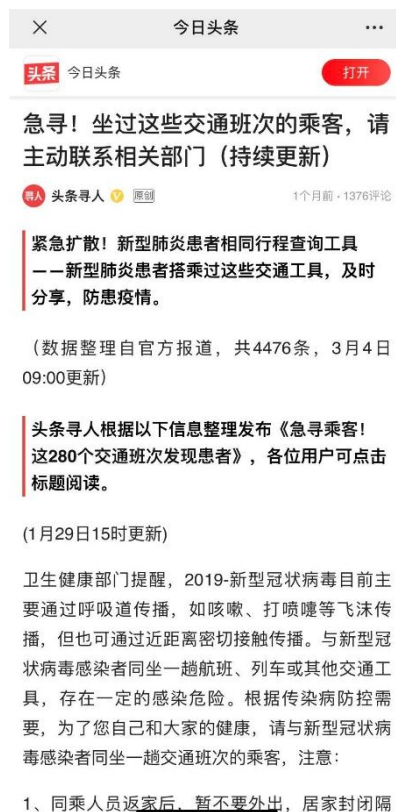 今日头条
头条 今日头条 打开
急寻！坐过这些交通班次的乘客，请
主动联系相关部门（持续更新）
寻人 头条寻人 V 原创 1个月前·1376评论
紧急扩散！新型肺炎患者相同行程查询工具
——新型肺炎患者搭乘过这些交通工具，及时
分享，防患疫情。
（数据整理自官方报道，共4476条，3月4日
09:00更新）
头条寻人根据以下信息整理发布《急寻乘客！
这280个交通班次发现患者》，各位用户可点击
标题阅读。
(1月29日15时更新)
卫生健康部门提醒，2019-新型冠状病毒目前主
要通过呼吸道传播，如咳嗽、打喷嚏等飞沫传
播，但也可通过近距离密切接触传播。与新型冠
状病毒感染者同坐一趟航班、列车或其他交通工
具，存在一定的感染危险。根据传染病防控需
要，为了您自己和大家的健康，请与新型冠状病
毒感染者同坐一趟交通班次的乘客，注意：
1、同乘人员返家后，暂不要外出，居家封闭隔